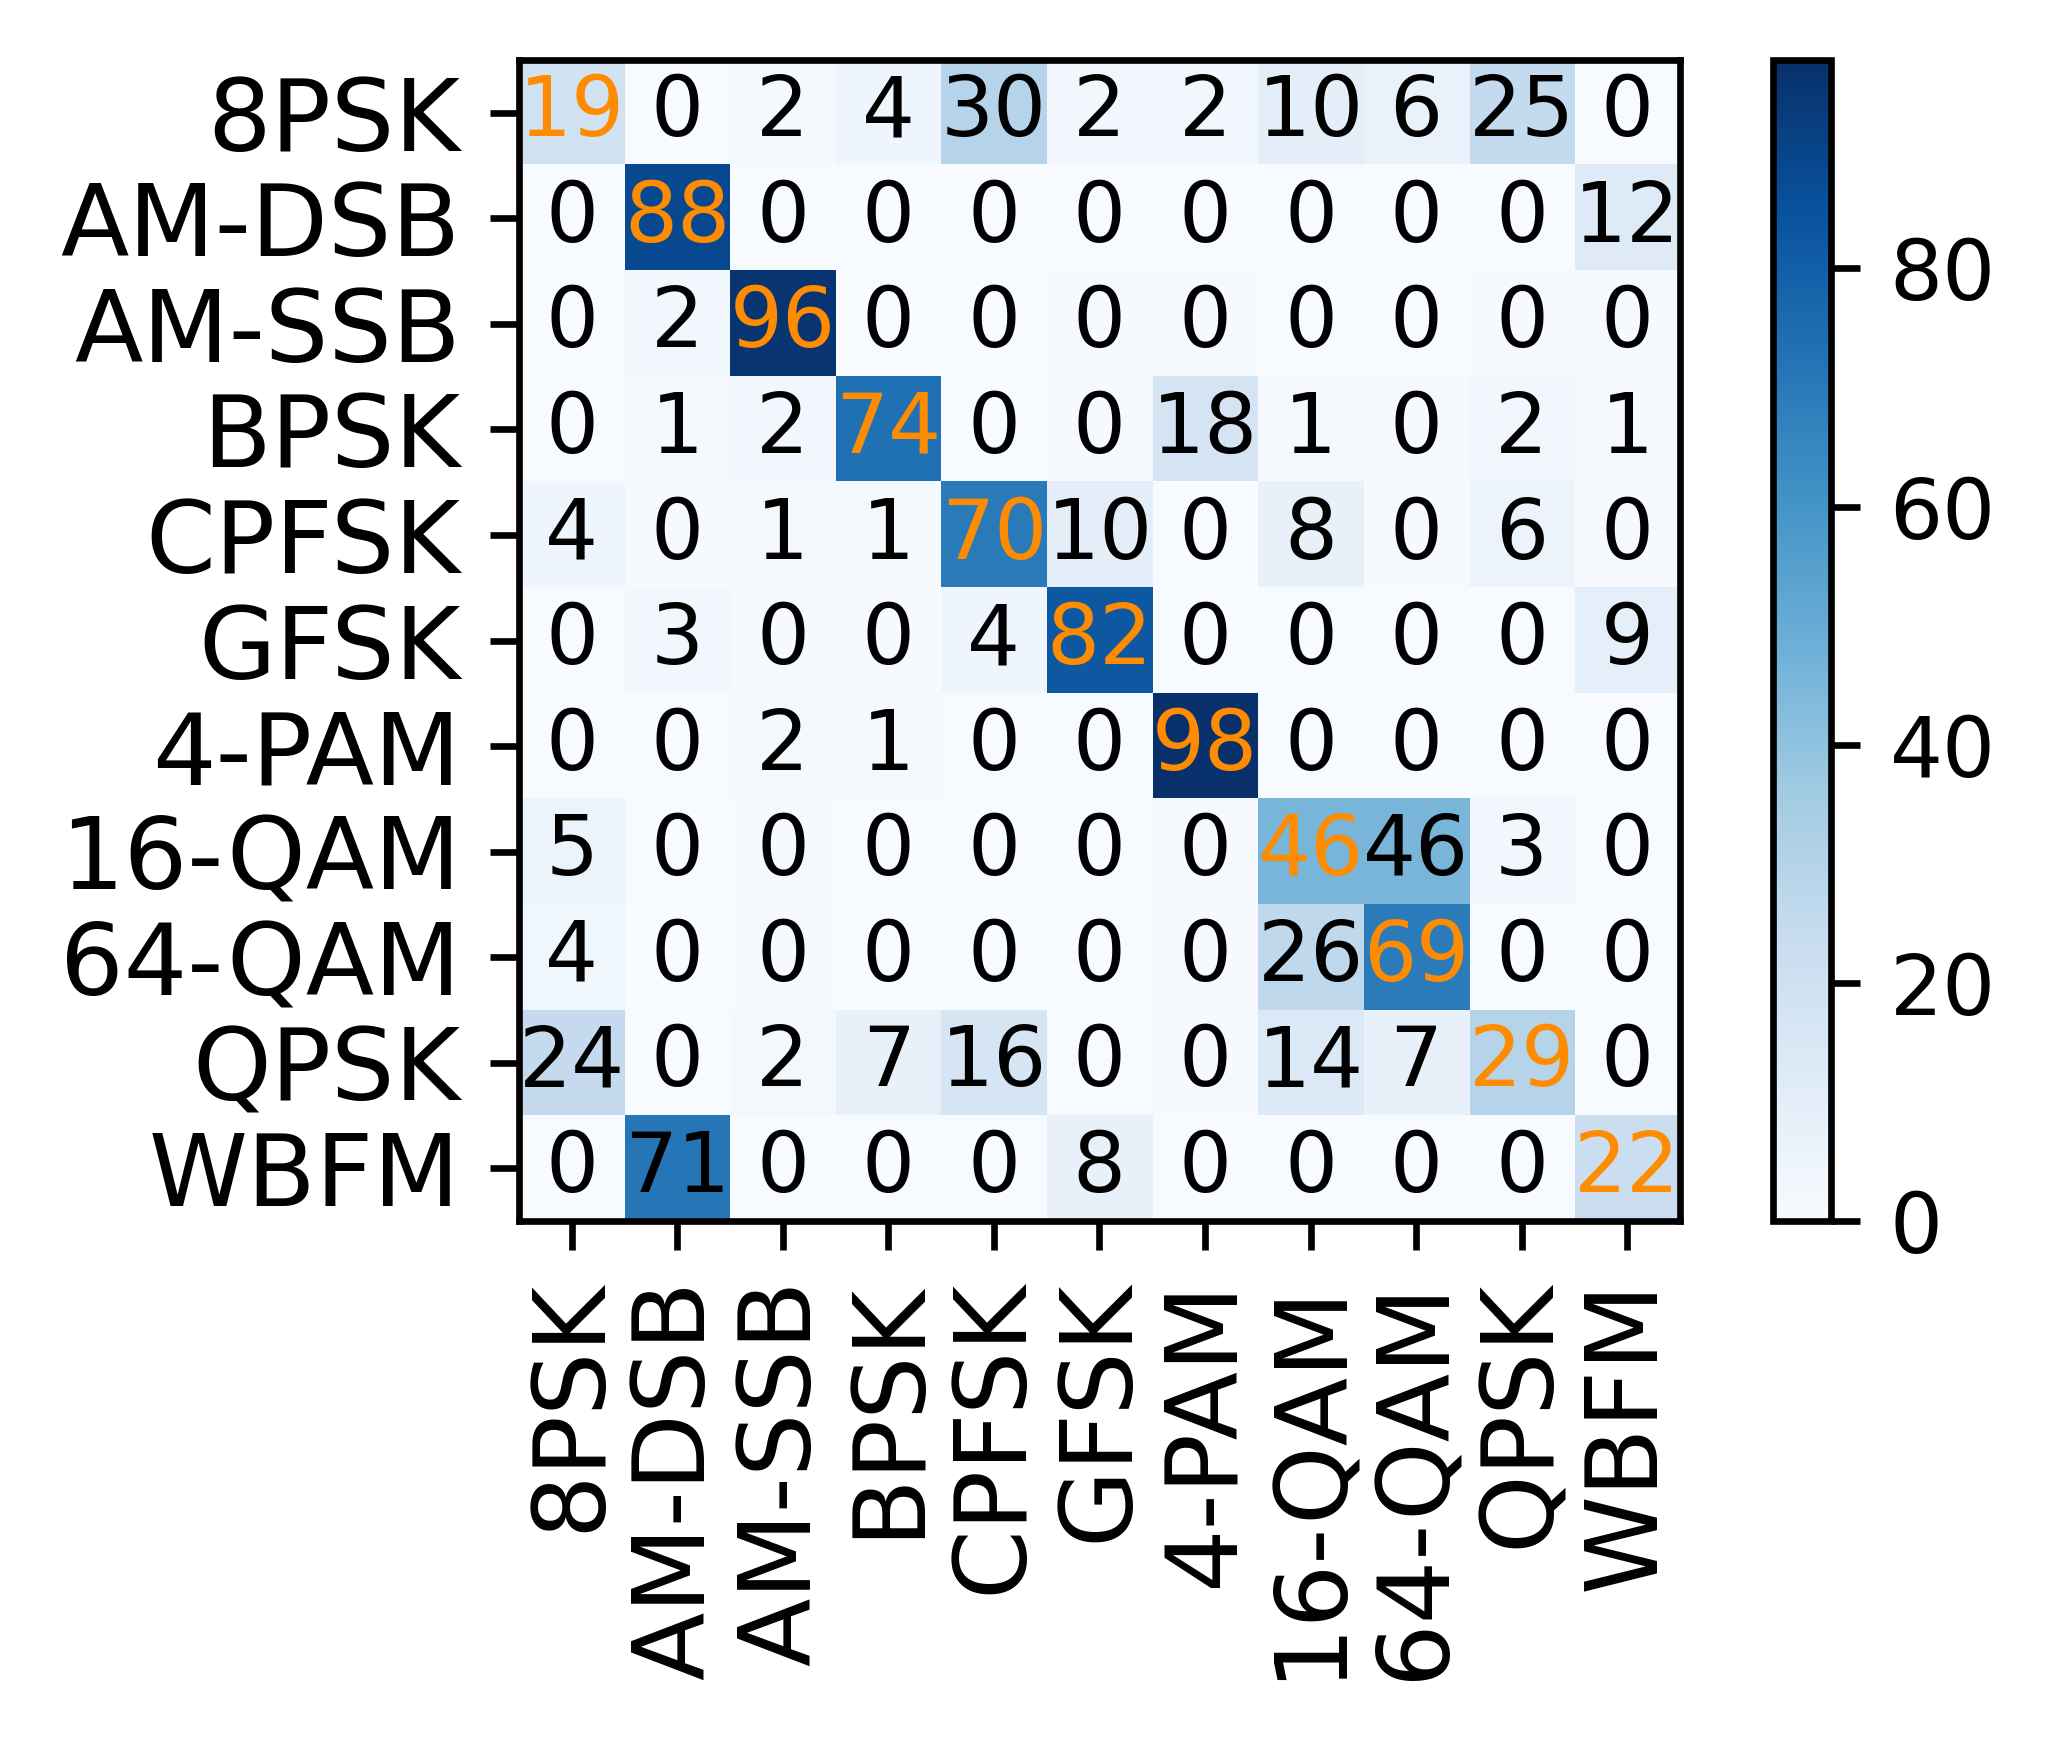 8PSK 19 0 2 4 30 2 2 10 6 25 0
AM-DSB 0 88 0 0 0 0 0 0 0 0 12
AM-SSB 0 2 96 0 0 0 0 0 0 0 0
BPSK 0 1 2 74 0 0 18 1 0 2 1
CPFSK 4 0 1 1 70 10 0 8 0 6 0
GFSK 0 3 0 0 4 82 0 0 0 0 9
4-PAM 0 0 2 1 0 0 98 0 0 0 0
16-QAM 5 0 0 0 0 0 0 46 46 3 0
64-QAM 4 0 0 0 0 0 0 26 69 0 0
QPSK 24 0 2 7 16 0 0 14 7 29 0
WBFM 0 71 0 0 0 8 0 0 0 0 22
8PSK
AM-DSB
AM-SSB
BPSK
CPFSK
GFSK
4-PAM
16-QAM
64-QAM
QPSK
WBFM
80
60
40
20
0